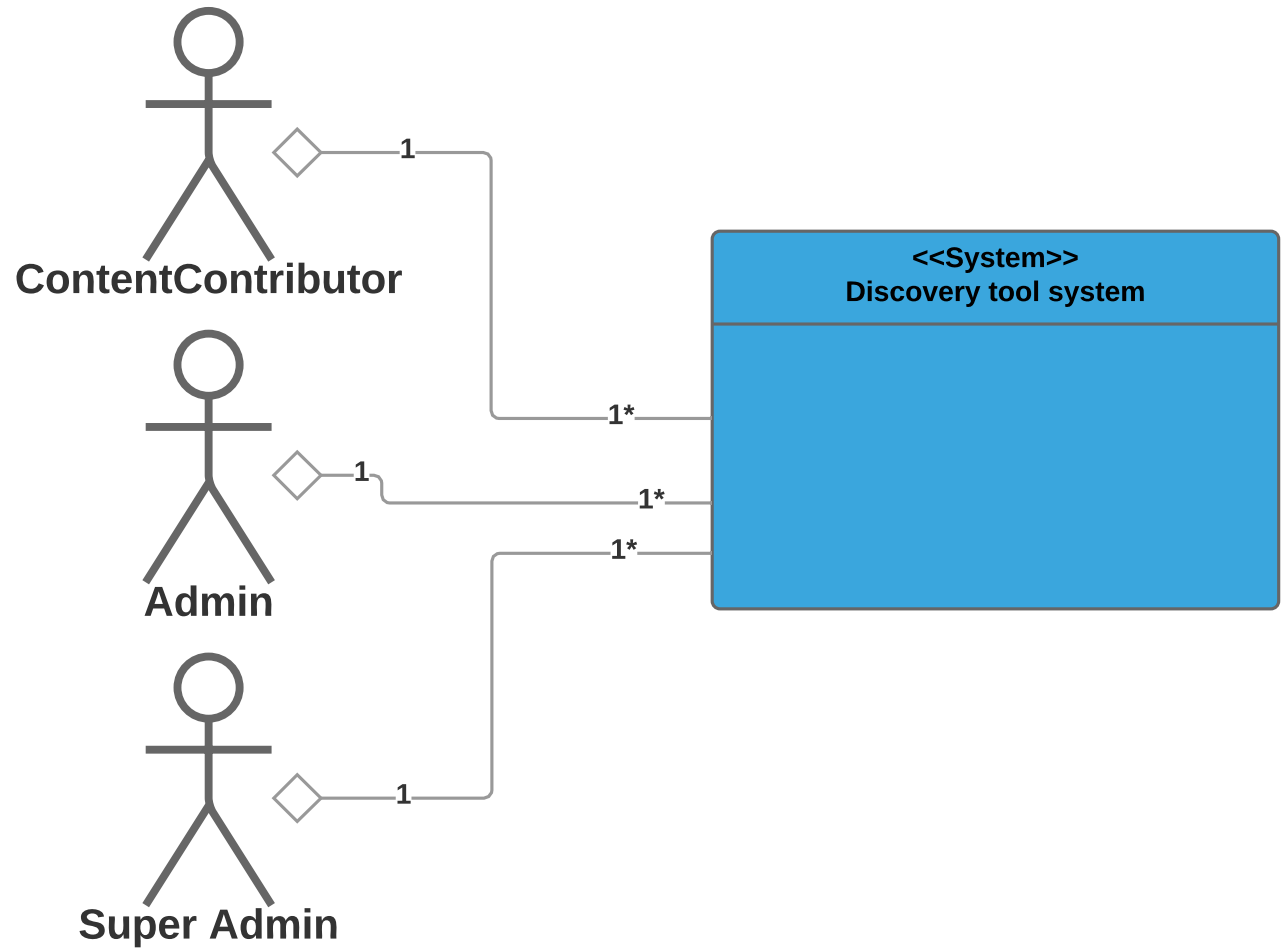 1
ContentContributor
<<System>>
Discovery tool system
1*
1
1*
1*
Admin
1
Super Admin